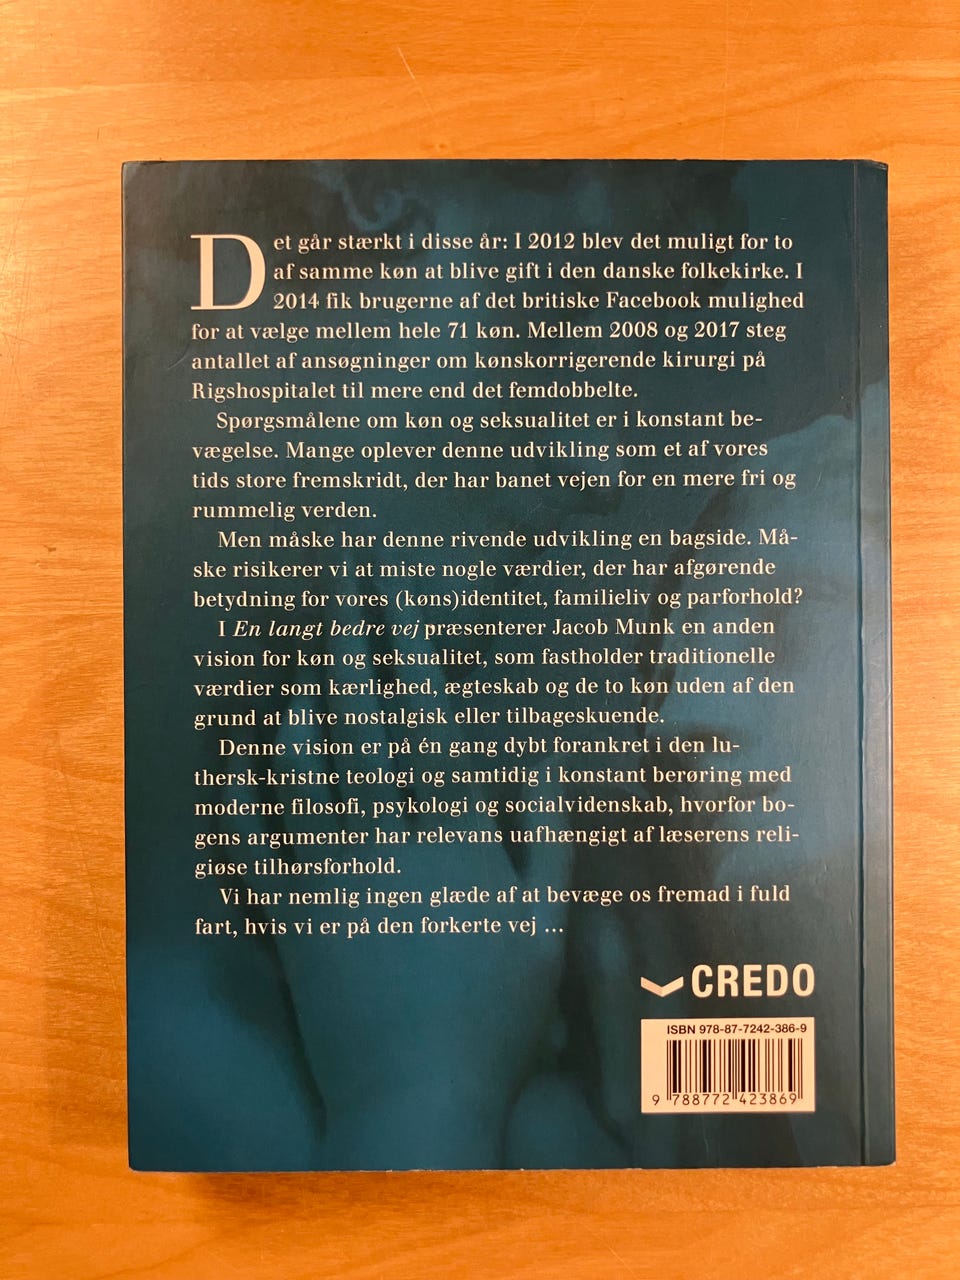 Det går stærkt i disse år: I 2012 blev det muligt for to
af samme køn at blive gift i den danske folkekirke. I
2014 fik brugerne af det britiske Facebook mulighed
for at vælge mellem hele 71 køn. Mellem 2008 og 2017 steg
antallet af ansøgninger om kønskorrigerende kirurgi på
Rigshospitalet til mere end det femdobbelte.
Spørgsmålene om køn og seksualitet er i konstant be-
vægelse. Mange oplever denne udvikling som et af vores
tids store fremskridt, der har banet vejen for en mere fri og
rummelig verden.
Men måske har denne rivende udvikling en bagside. Må-
ske risikerer vi at miste nogle værdier, der har afgørende
betydning for vores (køns)identitet, familieliv og parforhold?
I En langt bedre vej præsenterer Jacob Munk en anden
vision for køn og seksualitet, som fastholder traditionelle
værdier som kærlighed, ægteskab og de to køn uden af den
grund at blive nostalgisk eller tilbageskuende.
Denne vision er på én gang dybt forankret i den lu-
thersk-kristne teologi og samtidig i konstant berøring med
moderne filosofi, psykologi og socialvidenskab, hvorfor bo-
gens argumenter har relevans uafhængigt af læserens reli-
giøse tilhørsforhold.
Vi har nemlig ingen glæde af at bevæge os fremad i fuld
fart, hvis vi er på den forkerte vej ...
CREDO
ISBN 978-87-7242-386-9
9 788772 423869